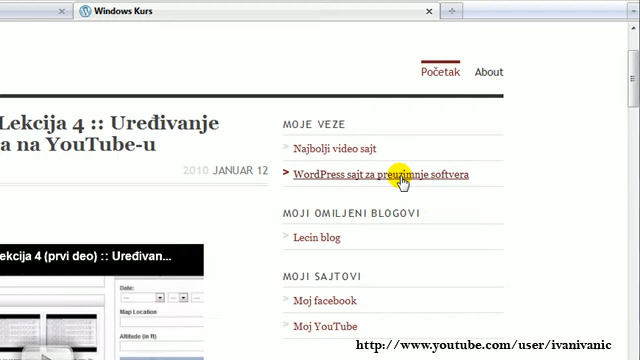 Windows Kurs
Početak About
Lekcija 4 :: Uređivanje
a na YouTube-u
2010 JANUAR 12
MOJE VEZE
Najbolji video sajt
WordPress sajt za preuzimnje softvera
MOJI OMILJENI BLOGOVI
Lecin blog
ekcija 4 (prvi deo) :: Uređivan...
MOJI SAJTOVI
Date:
Moj facebook
Map Location
Moj YouTube
Altitude (in ft)
http://www.youtube.com/user/ivanivanic